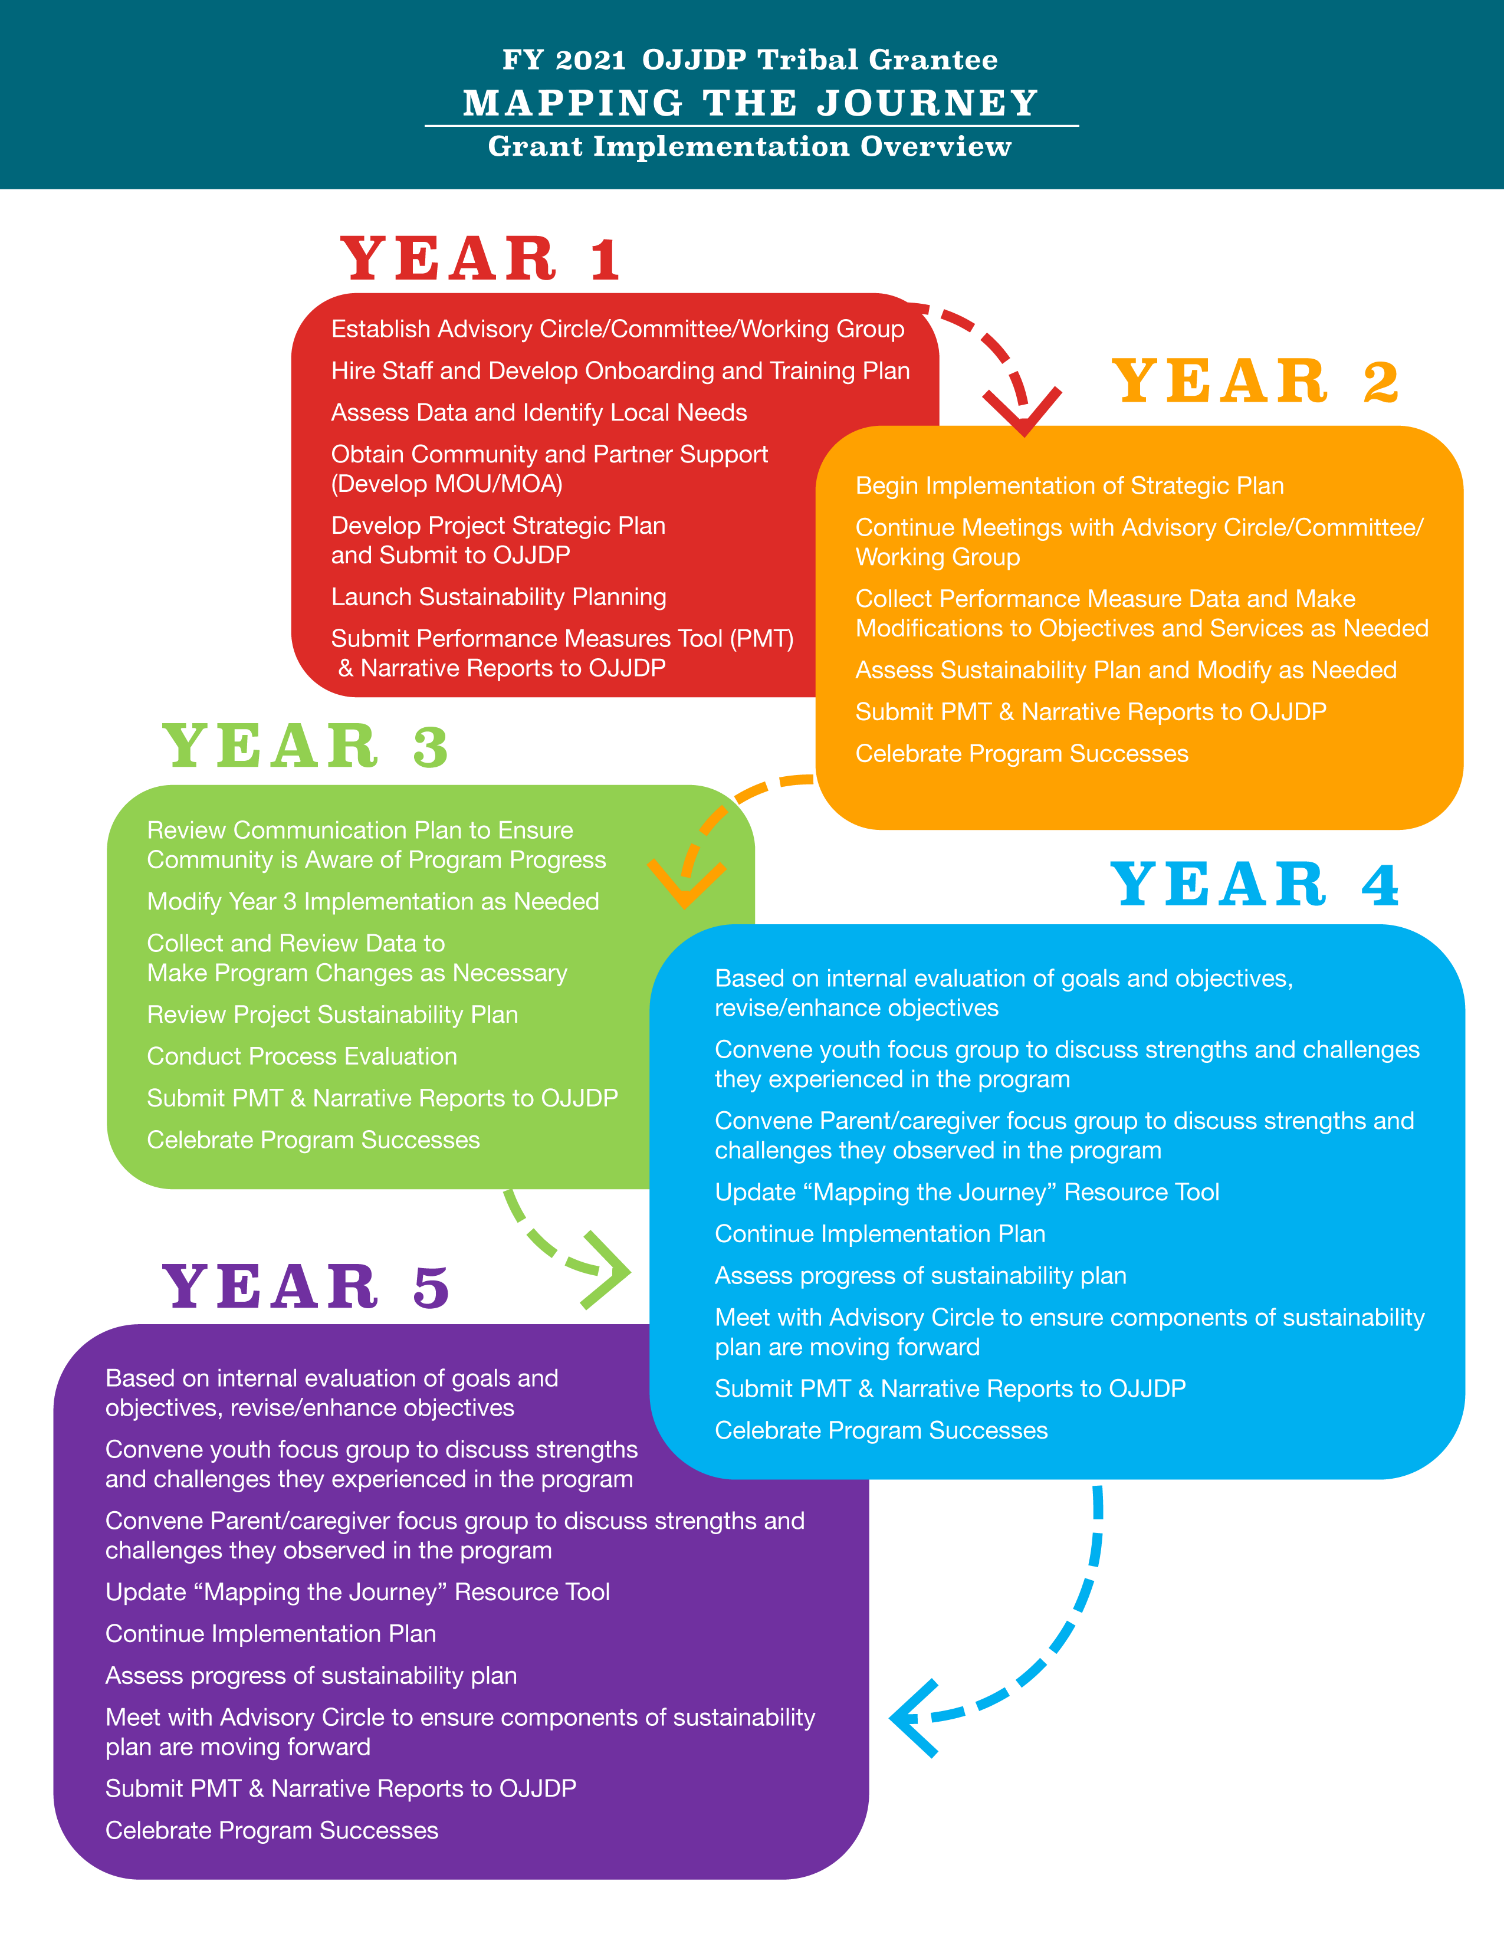 FY 2021 OJJDP Tribal Grantee
MAPPING THE JOURNEY
Grant Implementation Overview
YEAR 1
Establish Advisory Circle/Committee/Working Group
Hire Staff and Develop Onboarding and Training Plan
Assess Data and Identify Local Needs
Obtain Community and Partner Support
(Develop MOU/MOA)
Develop Project Strategic Plan
and Submit to OJJDP
Launch Sustainability Planning
Submit Performance Measures Tool (PMT)
& Narrative Reports to OJJDP
YEAR 2
Begin Implementation of Strategic Plan
Continue Meetings with Advisory Circle/Committee/
Working Group
Collect Performance Measure Data and Make
Modifications to Objectives and Services as Needed
Assess Sustainability Plan and Modify as Needed
Submit PMT & Narrative Reports to OJJDP
Celebrate Program Successes
YEAR 3
Review Communication Plan to Ensure
Community is Aware of Program Progress
Modify Year 3 Implementation as Needed
Collect and Review Data to
Make Program Changes as Necessary
Review Project Sustainability Plan
Conduct Process Evaluation
Submit PMT & Narrative Reports to OJJDP
Celebrate Program Successes
YEAR 4
Based on internal evaluation of goals and objectives,
revise/enhance objectives
Convene youth focus group to discuss strengths and challenges
they experienced in the program
Convene Parent/caregiver focus group to discuss strengths and
challenges they observed in the program
Update “Mapping the Journey” Resource Tool
Continue Implementation Plan
Assess progress of sustainability plan
Meet with Advisory Circle to ensure components of sustainability
plan are moving forward
Submit PMT & Narrative Reports to OJJDP
Celebrate Program Successes
YEAR 5
Based on internal evaluation of goals and
objectives, revise/enhance objectives
Convene youth focus group to discuss strengths
and challenges they experienced in the program
Convene Parent/caregiver focus group to discuss strengths and
challenges they observed in the program
Update “Mapping the Journey” Resource Tool
Continue Implementation Plan
Assess progress of sustainability plan
Meet with Advisory Circle to ensure components of sustainability
plan are moving forward
Submit PMT & Narrative Reports to OJJDP
Celebrate Program Successes